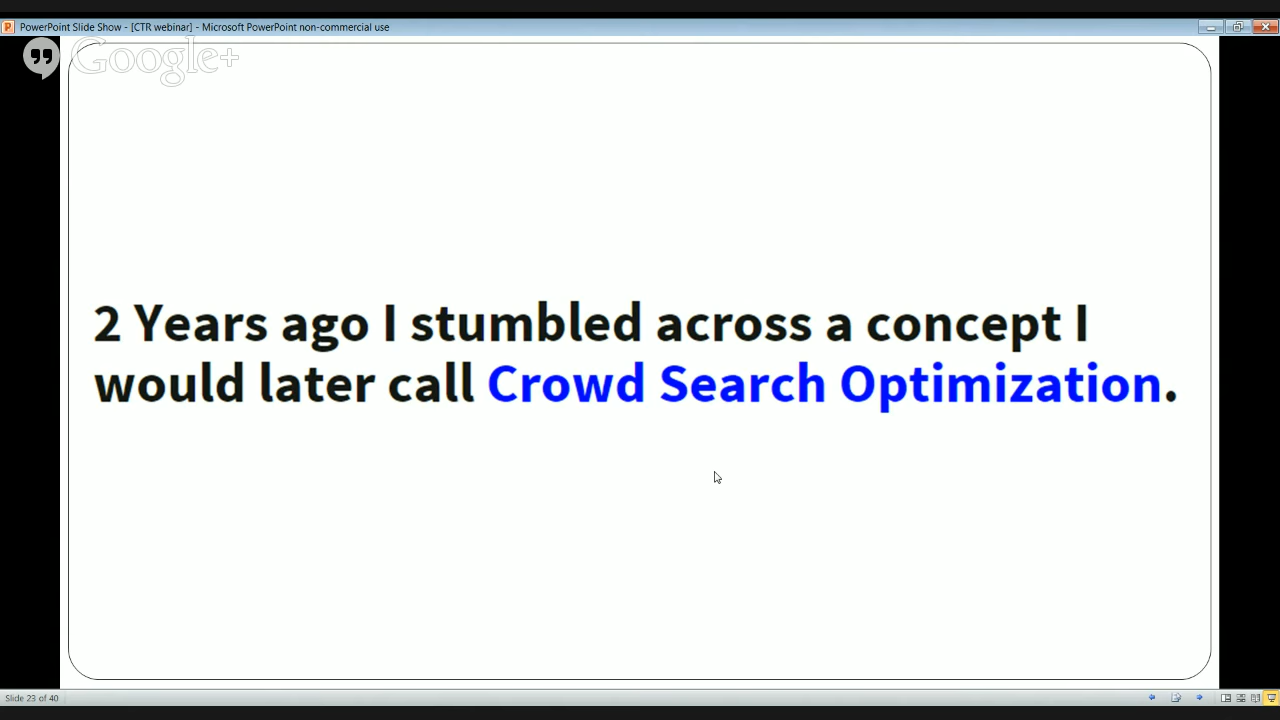 PowerPoint Slide Show - [CTR webinar] - Microsoft PowerPoint non-commercial use
Google+
2 Years ago I stumbled across a concept I
would later call Crowd Search Optimization.
Slide 23 of 40